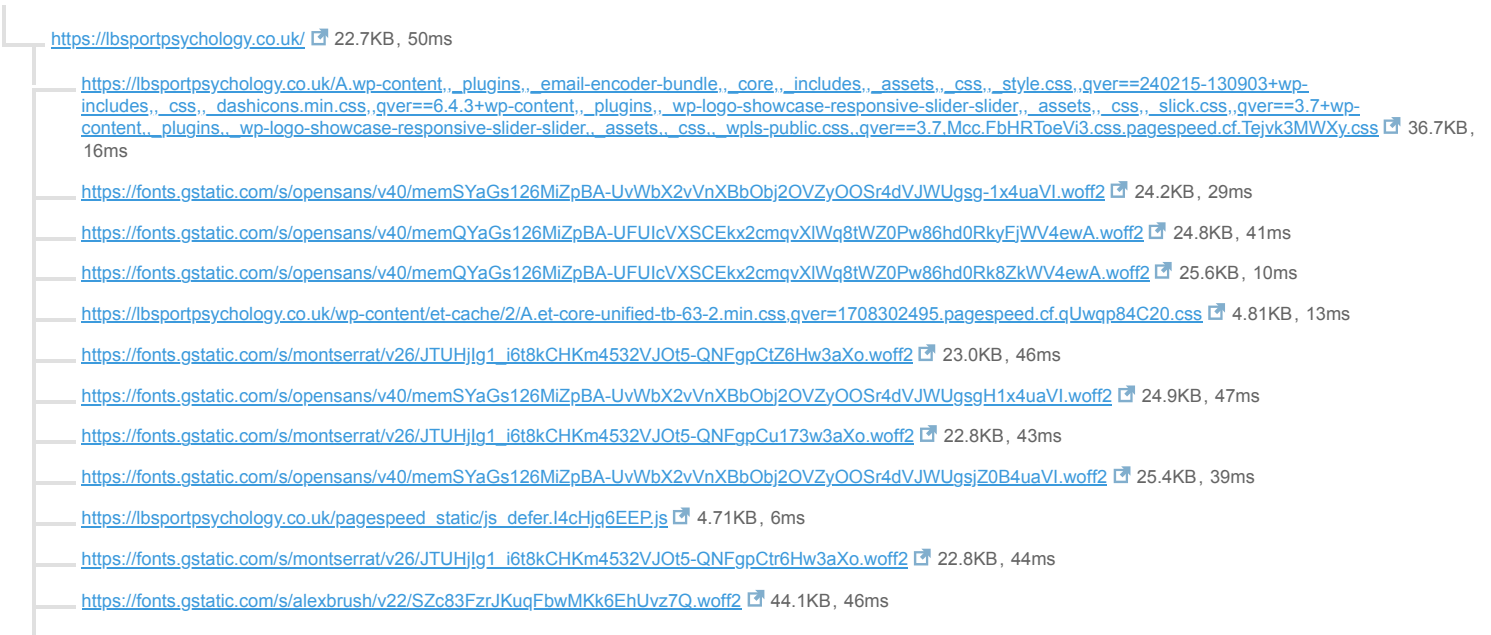 https://lbsportpsychology.co.uk/ 22.7KB, 50ms
https://lbsportpsychology.co.uk/A.wp-content,,_plugins,,_email-encoder-bundle,,_core,,_includes,,_assets,,_css,,_style.css,,qver==240215-130903+wp-
includes,,_css,,_dashicons.min.css,,qver==6.4.3+wp-content,,_plugins,,_wp-logo-showcase-responsive-slider-slider,,_assets,,_css,,_slick.css,,qver==3.7+wp-
content,,_plugins,,_wp-logo-showcase-responsive-slider-slider,,_assets,,_css,,_wpls-public.css,,qver==3.7,Mcc.FbHRToeVi3.css.pagespeed.cf.Tejvk3MWXy.css 36.7KB,
16ms
https://fonts.gstatic.com/s/opensans/v40/memSYaGs126MiZpBA-UvWbX2vVnXBbObj2OVZyOOSr4dVJWUgsg-1x4uaVI.woff2 24.2KB, 29ms
https://fonts.gstatic.com/s/opensans/v40/memQYaGs126MiZpBA-UFUIcVXSCEkx2cmqvXlWq8tWZ0Pw86hd0RkyFjWV4ewA.woff2 24.8KB, 41ms
https://fonts.gstatic.com/s/opensans/v40/memQYaGs126MiZpBA-UFUIcVXSCEkx2cmqvXlWq8tWZ0Pw86hd0Rk8ZkWV4ewA.woff2 25.6KB, 10ms
https://lbsportpsychology.co.uk/wp-content/et-cache/2/A.et-core-unified-tb-63-2.min.css,qver=1708302495.pagespeed.cf.qUwqp84C20.css 4.81KB, 13ms
https://fonts.gstatic.com/s/montserrat/v26/JTUHjIg1_i6t8kCHKm4532VJOt5-QNFgpCtZ6Hw3aXo.woff2 23.0KB, 46ms
https://fonts.gstatic.com/s/opensans/v40/memSYaGs126MiZpBA-UvWbX2vVnXBbObj2OVZyOOSr4dVJWUgsgH1x4uaVI.woff2 24.9KB, 47ms
https://fonts.gstatic.com/s/montserrat/v26/JTUHjIg1_i6t8kCHKm4532VJOt5-QNFgpCu173w3aXo.woff2 22.8KB, 43ms
https://fonts.gstatic.com/s/opensans/v40/memSYaGs126MiZpBA-UvWbX2vVnXBbObj2OVZyOOSr4dVJWUgsjZ0B4uaVI.woff2 25.4KB, 39ms
https://lbsportpsychology.co.uk/pagespeed_static/js_defer.I4cHjq6EEP.js 4.71KB, 6ms
https://fonts.gstatic.com/s/montserrat/v26/JTUHjIg1_i6t8kCHKm4532VJOt5-QNFgpCtr6Hw3aXo.woff2 22.8KB, 44ms
https://fonts.gstatic.com/s/alexbrush/v22/SZc83FzrJKuqFbwMKk6EhUvz7Q.woff2 44.1KB, 46ms